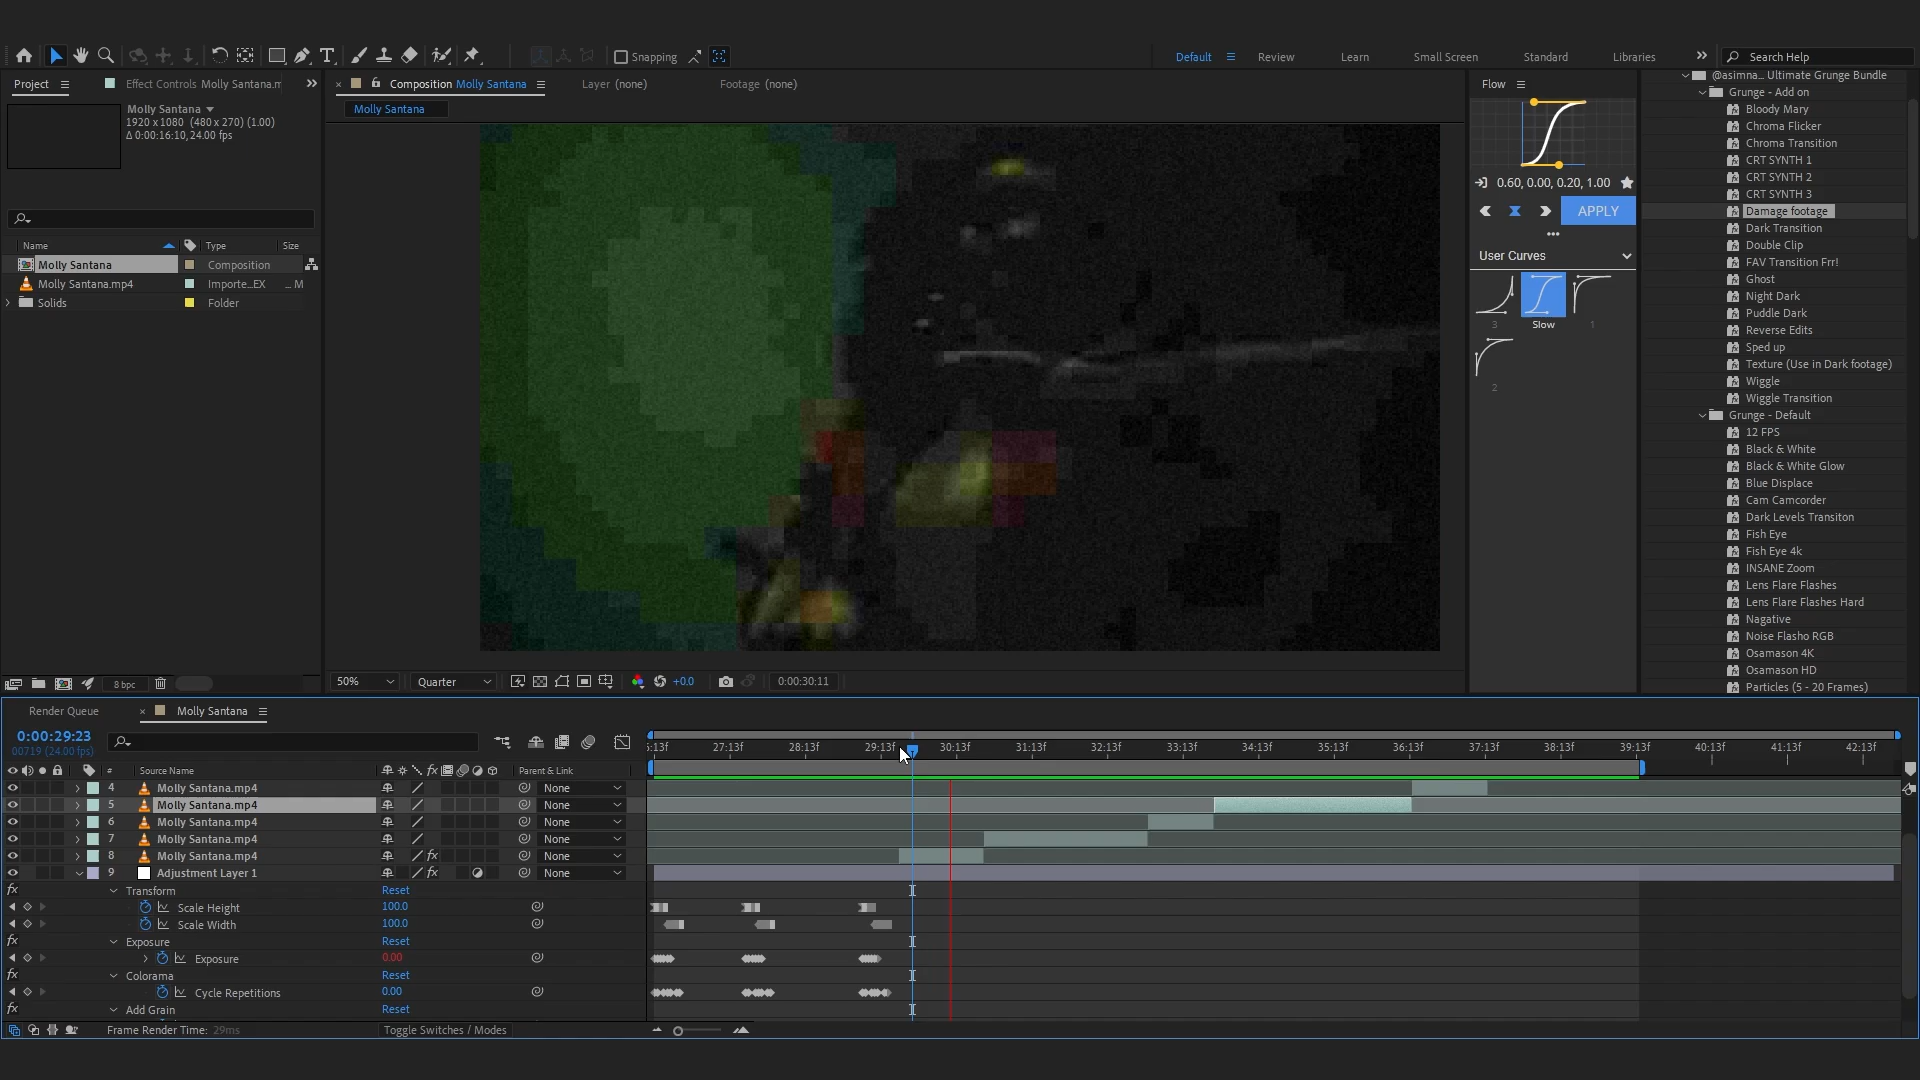 Snapping
Default
Review
Learn
Small Screen
Standard
Libraries
Search Help
Project
Effect Controls Molly Santana.m
Composition Molly Santana
Layer (none)
Footage (none)
Flow
@asimna... Ultimate Grunge Bundle
Molly Santana
1920 x 1080 (480 x 270) (1.00)
Δ 0:00:16:10, 24.00 fps
Molly Santana
Grunge - Add on
Bloody Mary
Chroma Flicker
Chroma Transition
CRT SYNTH 1
CRT SYNTH 2
CRT SYNTH 3
Damage footage
Dark Transition
Double Clip
FAV Transition Frr!
Ghost
Night Dark
Puddle Dark
Reverse Edits
Sped up
Texture (Use in Dark footage)
Wiggle
Wiggle Transition
Grunge - Default
12 FPS
Black & White
Black & White Glow
Blue Displace
Cam Camcorder
Dark Levels Transiton
Fish Eye
Fish Eye 4k
INSANE Zoom
Lens Flare Flashes
Lens Flare Flashes Hard
Nagative
Noise Flasho RGB
Osamason 4K
Osamason HD
Particles (5 - 20 Frames)
0.60, 0.00, 0.20, 1.00
APPLY
User Curves
3
Slow
1
2
Name
Type
Size
Molly Santana
Composition
Molly Santana.mp4
Importe...EX
... M
Solids
Folder
8 bpc
50%
Quarter
+0.0
0:00:30:11
Render Queue
Molly Santana
0:00:29:23
00719 (24.00 fps)
5:13f 27:13f 28:13f 29:13f 30:13f 31:13f 32:13f 33:13f 34:13f 35:13f 36:13f 37:13f 38:13f 39:13f 40:13f 41:13f 42:13f
# Source Name
fx
Parent & Link
4 Molly Santana.mp4 None
5 Molly Santana.mp4 None
6 Molly Santana.mp4 None
7 Molly Santana.mp4 None
8 Molly Santana.mp4 fx None
9 Adjustment Layer 1 fx None
fx Transform Reset
Scale Height 100.0
Scale Width 100.0
fx Exposure Reset
Exposure 0.00
fx Colorama Reset
Cycle Repetitions 0.00
fx Add Grain Reset
Frame Render Time: 29ms
Toggle Switches / Modes